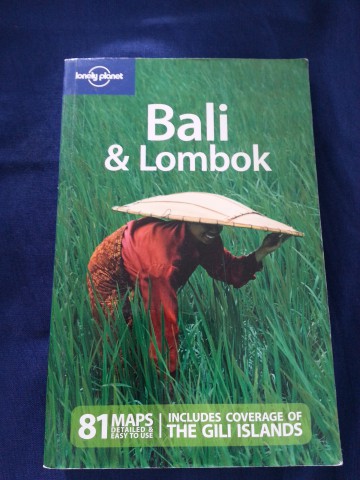 lonely planet
Bali
& Lombok
81 MAPS
DETAILED &
EASY TO USE
INCLUDES COVERAGE OF
THE GILI ISLANDS